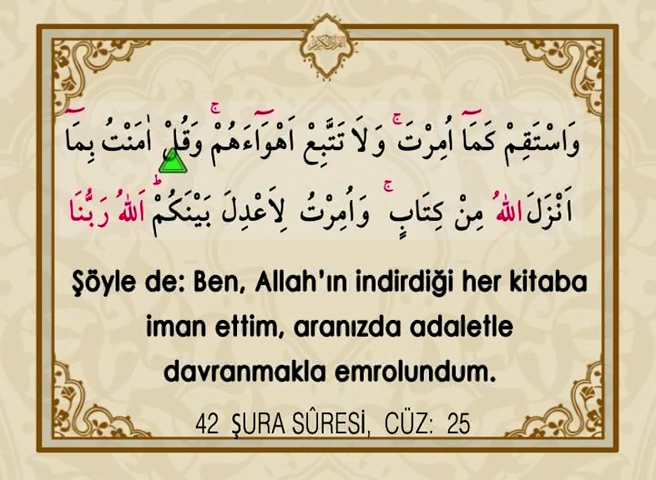 وَاسْتَقِمْ كَمَٓا اُمِرْتَۚ وَلَا تَتَّبِعْ اَهْوَٓاءَهُمْۚ وَقُلْ اٰمَنْتُ بِمَٓا
اَنْزَلَ اللّٰهُ مِنْ كِتَابٍۚ وَاُمِرْتُ لِاَعْدِلَ بَيْنَكُمْۜ اَللّٰهُ رَبُّنَا
Şöyle de: Ben, Allah'ın indirdiği her kitaba
iman ettim, aranızda adaletle
davranmakla emrolundum.
42 ŞURA SÛRESİ, CÜZ: 25